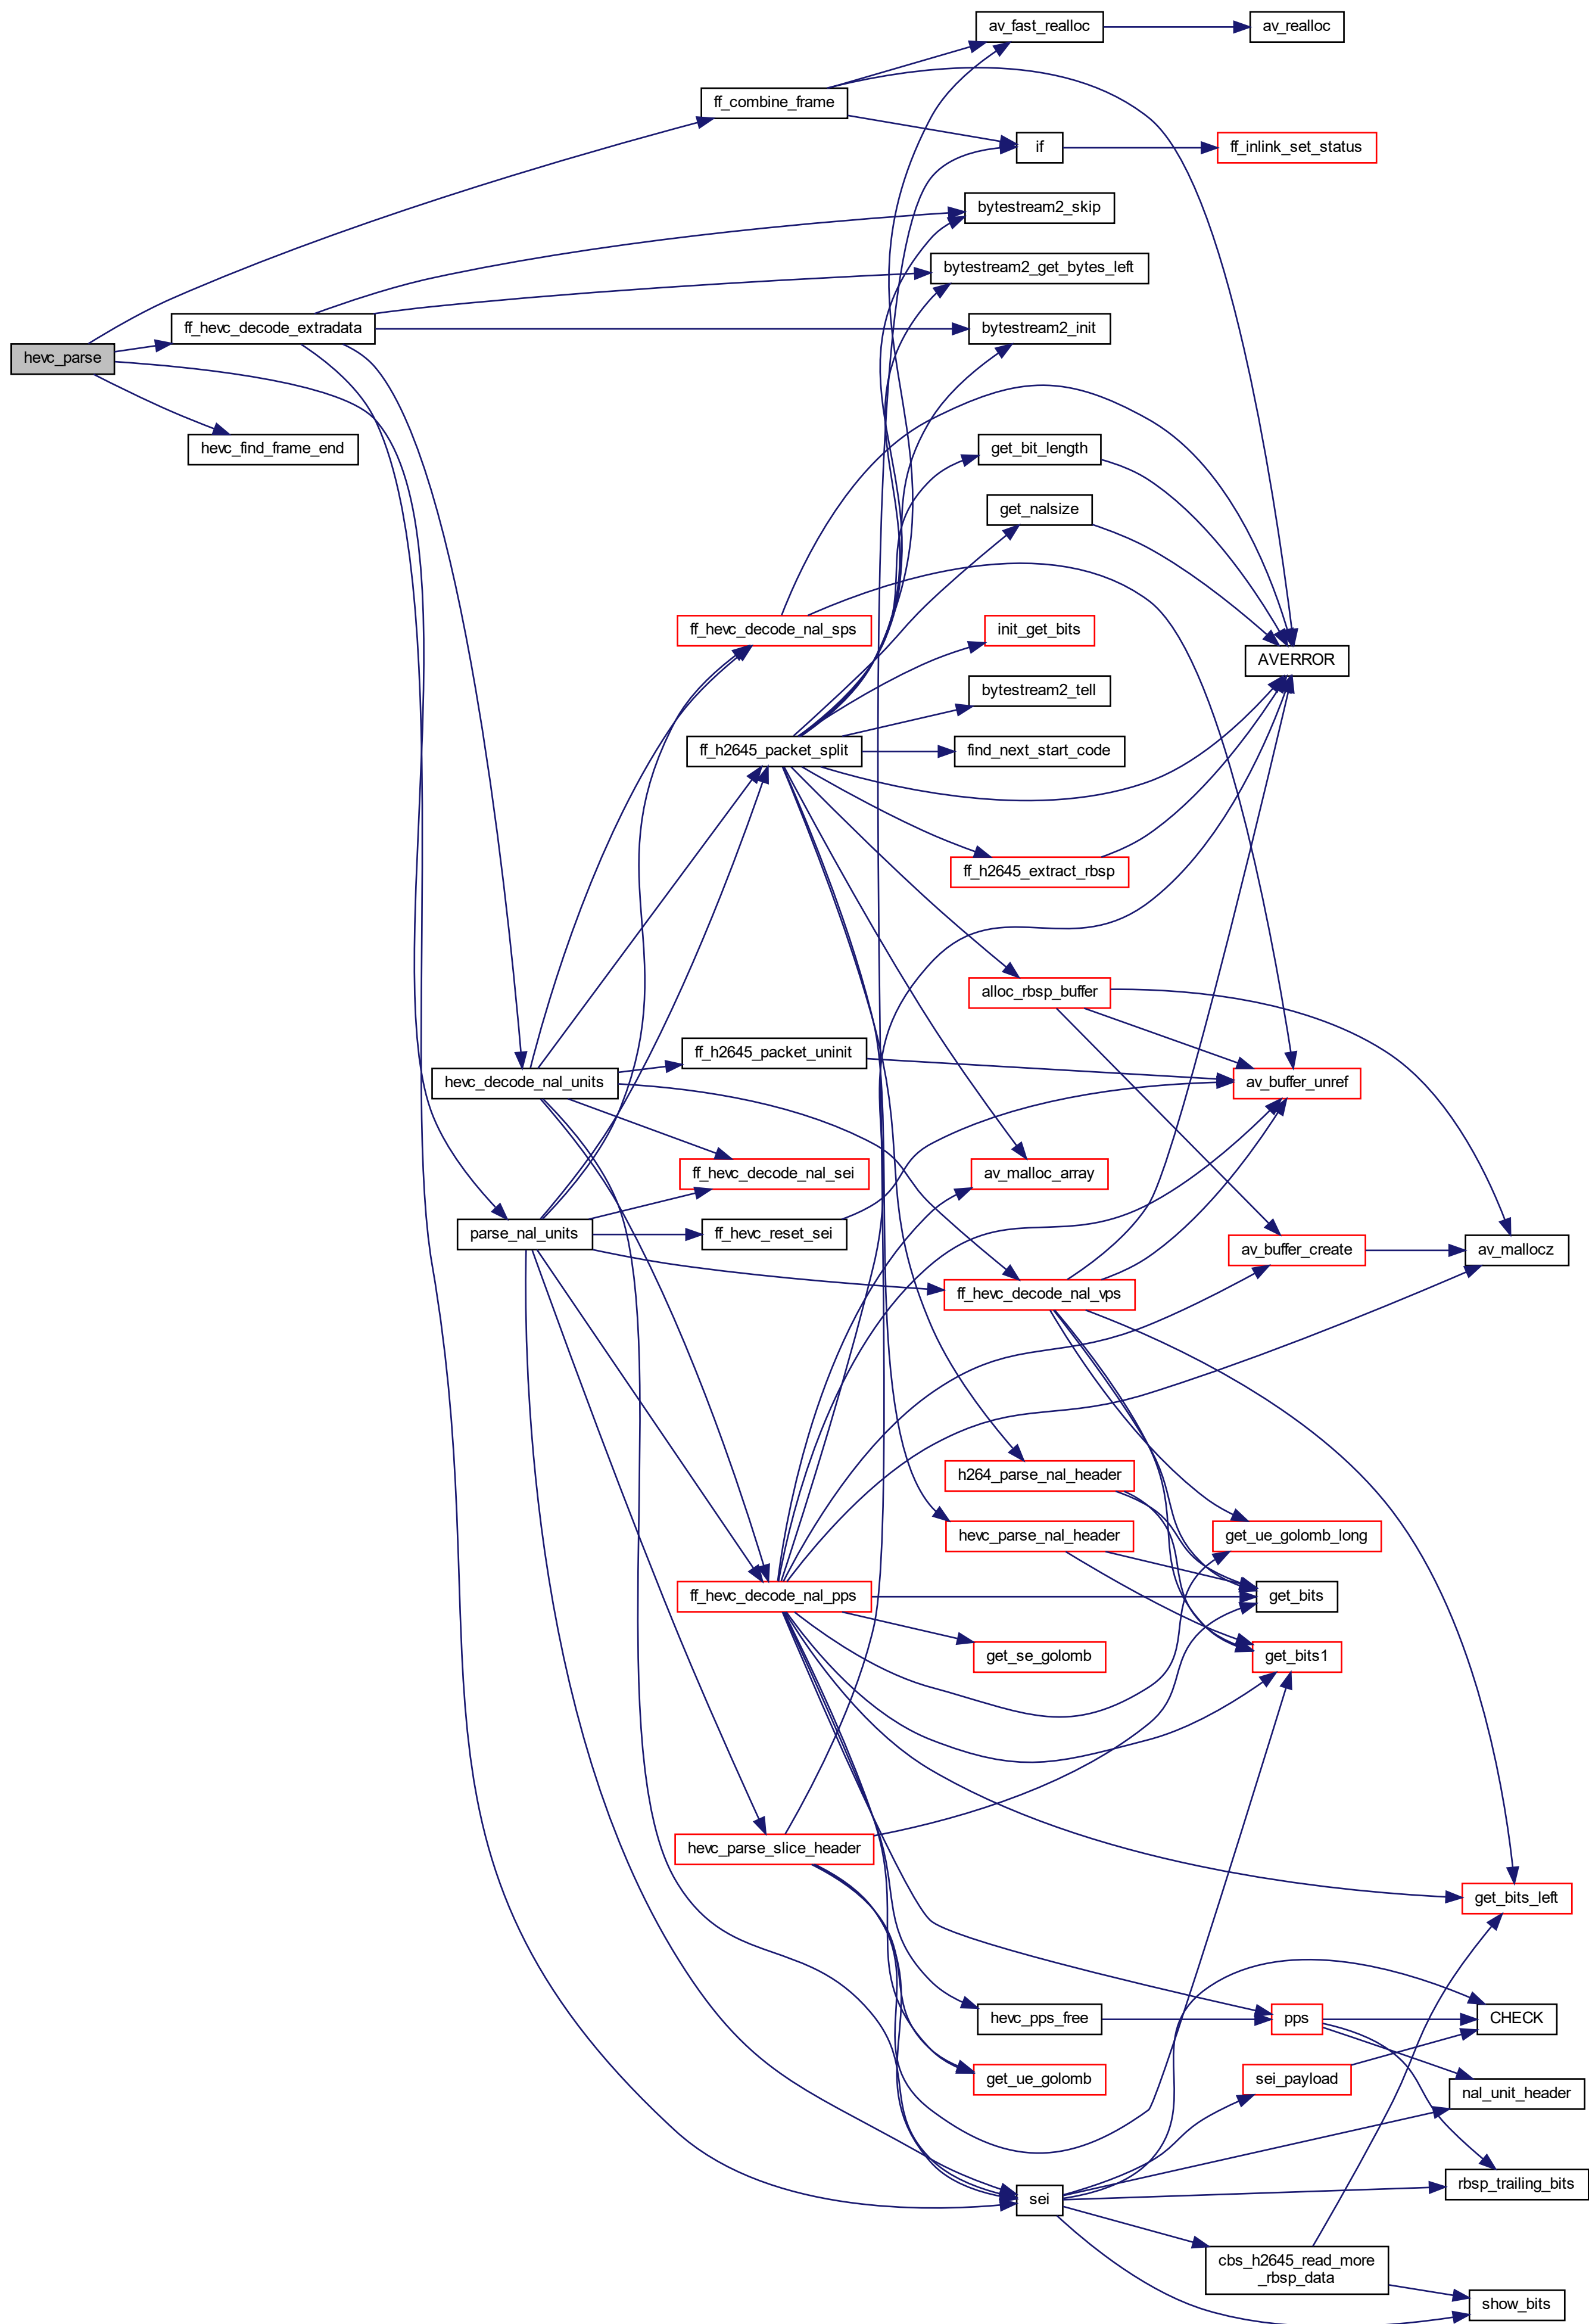 av_fast_realloc
av_realloc
ff_combine_frame
if
ff_inlink_set_status
bytestream2_skip
bytestream2_get_bytes_left
ff_hevc_decode_extradata
bytestream2_init
hevc_parse
hevc_find_frame_end
get_bit_length
get_nalsize
ff_hevc_decode_nal_sps
init_get_bits
AVERROR
bytestream2_tell
ff_h2645_packet_split
find_next_start_code
ff_h2645_extract_rbsp
alloc_rbsp_buffer
ff_h2645_packet_uninit
hevc_decode_nal_units
av_buffer_unref
ff_hevc_decode_nal_sei
av_malloc_array
parse_nal_units
ff_hevc_reset_sei
av_buffer_create
av_mallocz
ff_hevc_decode_nal_vps
h264_parse_nal_header
hevc_parse_nal_header
get_ue_golomb_long
ff_hevc_decode_nal_pps
get_bits
get_se_golomb
get_bits1
hevc_parse_slice_header
get_bits_left
hevc_pps_free
pps
CHECK
get_ue_golomb
sei_payload
nal_unit_header
rbsp_trailing_bits
sei
cbs_h2645_read_more
_rbsp_data
show_bits